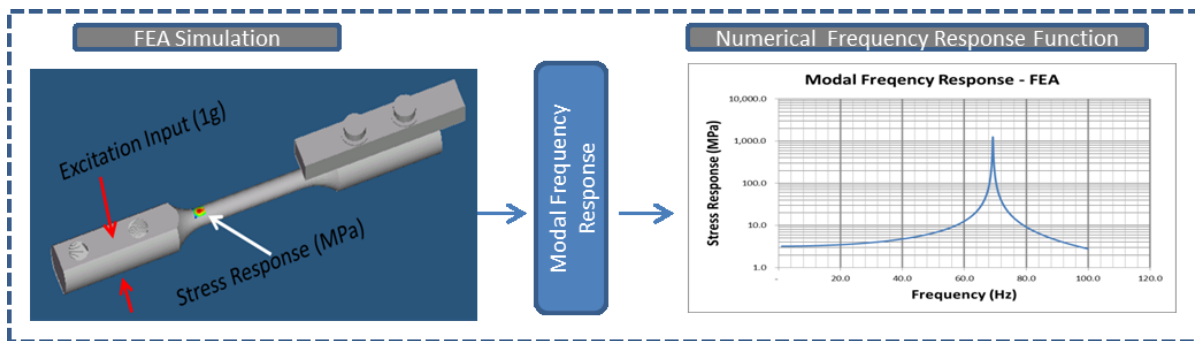 FEA Simulation
Numerical Frequency Response Function
Excitation Input (1g)
Stress Response (MPa)
Modal Frequency
Response
Modal Freqency Response - FEA
Stress Response (MPa)
10,000.0
1,000.0
100.0
10.0
1.0
-
20.0
40.0
60.0
80.0
100.0
120.0
Frequency (Hz)